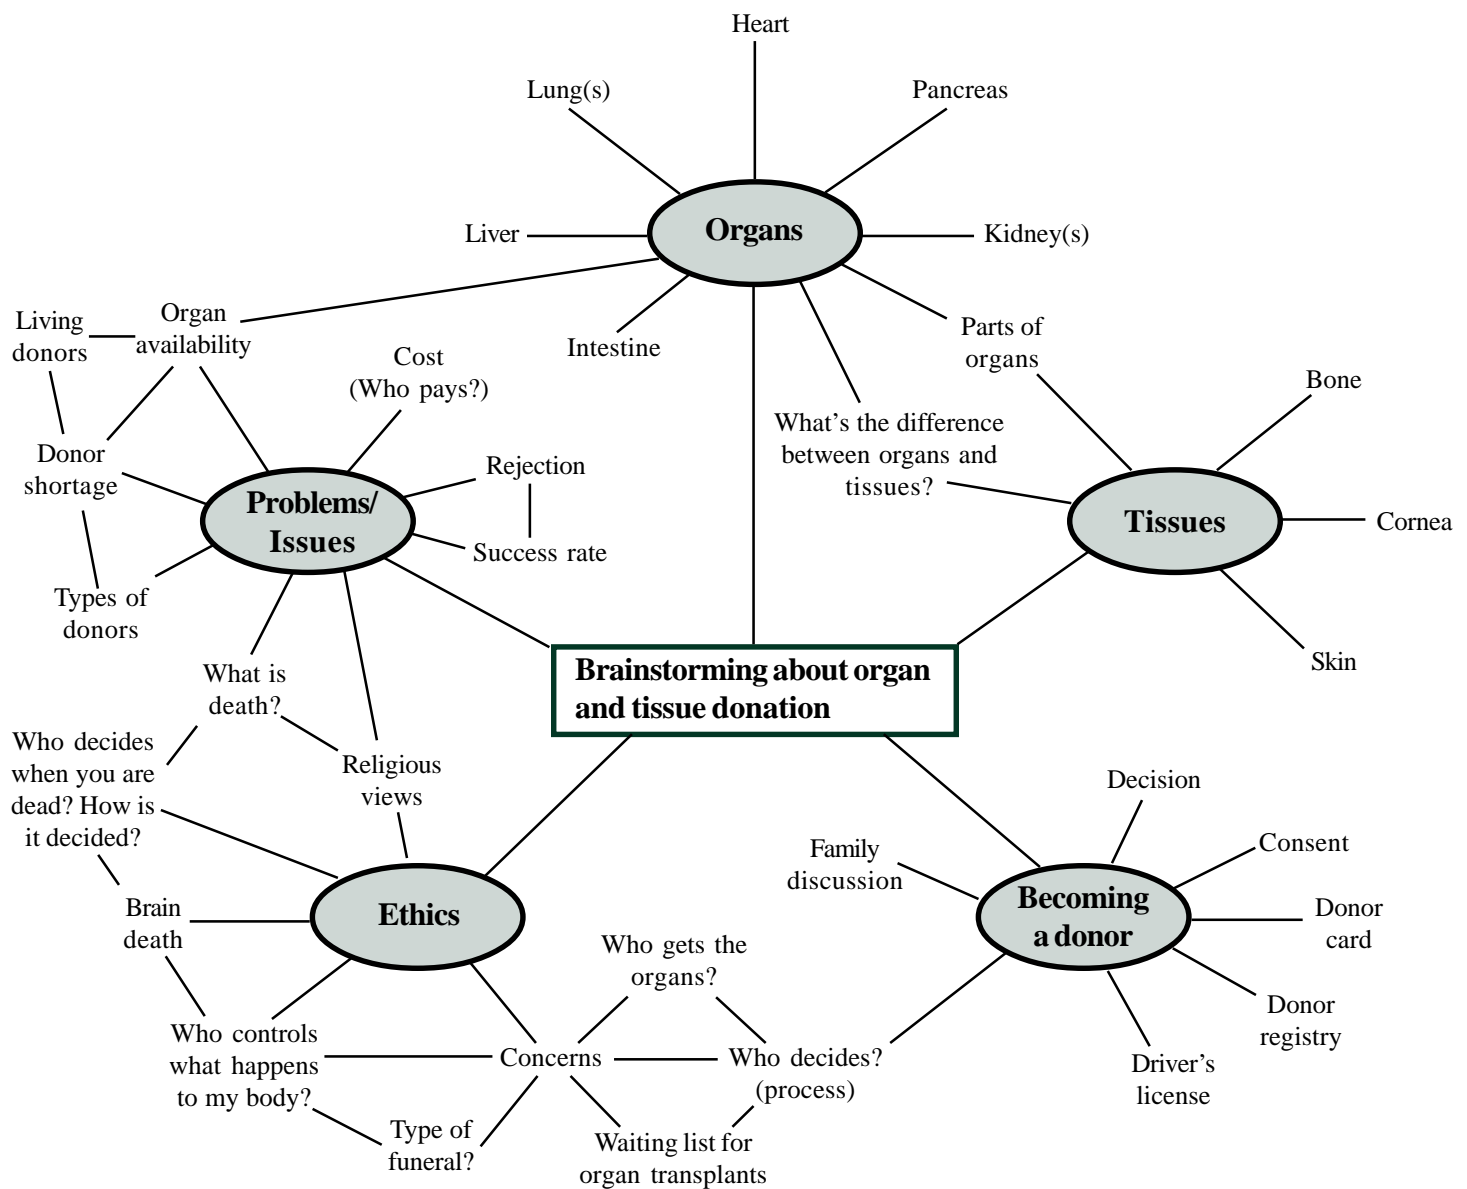 Heart
Lung(s)
Pancreas
Organs
Liver
Kidney(s)
Organ
availability
Living
donors
Intestine
Parts of
organs
Cost
(Who pays?)
Bone
What’s the difference
between organs and
tissues?
Donor
shortage
Rejection
Problems/
Issues
Success rate
Tissues
Cornea
Types of
donors
What is
death?
Skin
Brainstorming about organ
and tissue donation
Who decides
when you are
dead? How is
it decided?
Religious
views
Decision
Family
discussion
Consent
Brain
death
Ethics
Becoming
a donor
Donor
card
Who gets the
organs?
Donor
registry
Who controls
what happens
to my body?
Concerns
Who decides?
(process)
Driver’s
license
Type of
funeral?
Waiting list for
organ transplants